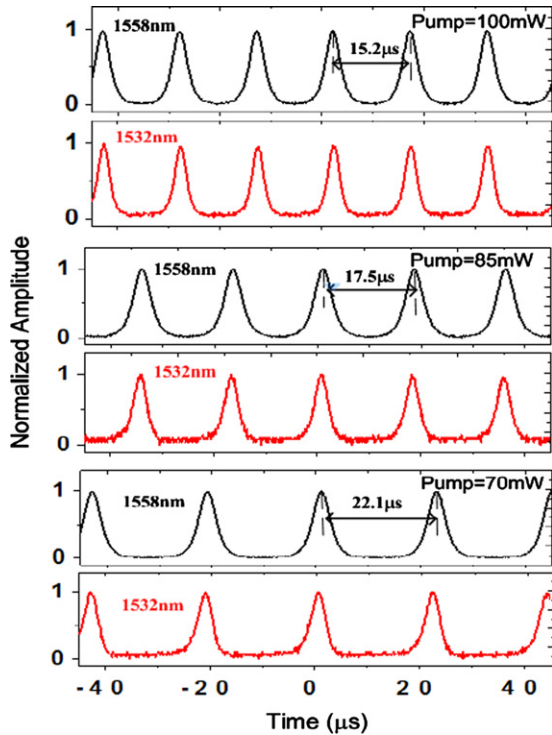 1558nm
Pump=100mW
15.2μs
1
0
1532nm
1
0
1558nm
Pump=85mW
17.5μs
1
0
1532nm
1
0
Pump=70mW
1558nm
22.1μs
1
0
1532nm
1
0
-40 -20 0 20 40
Normalized Amplitude
Time (μs)